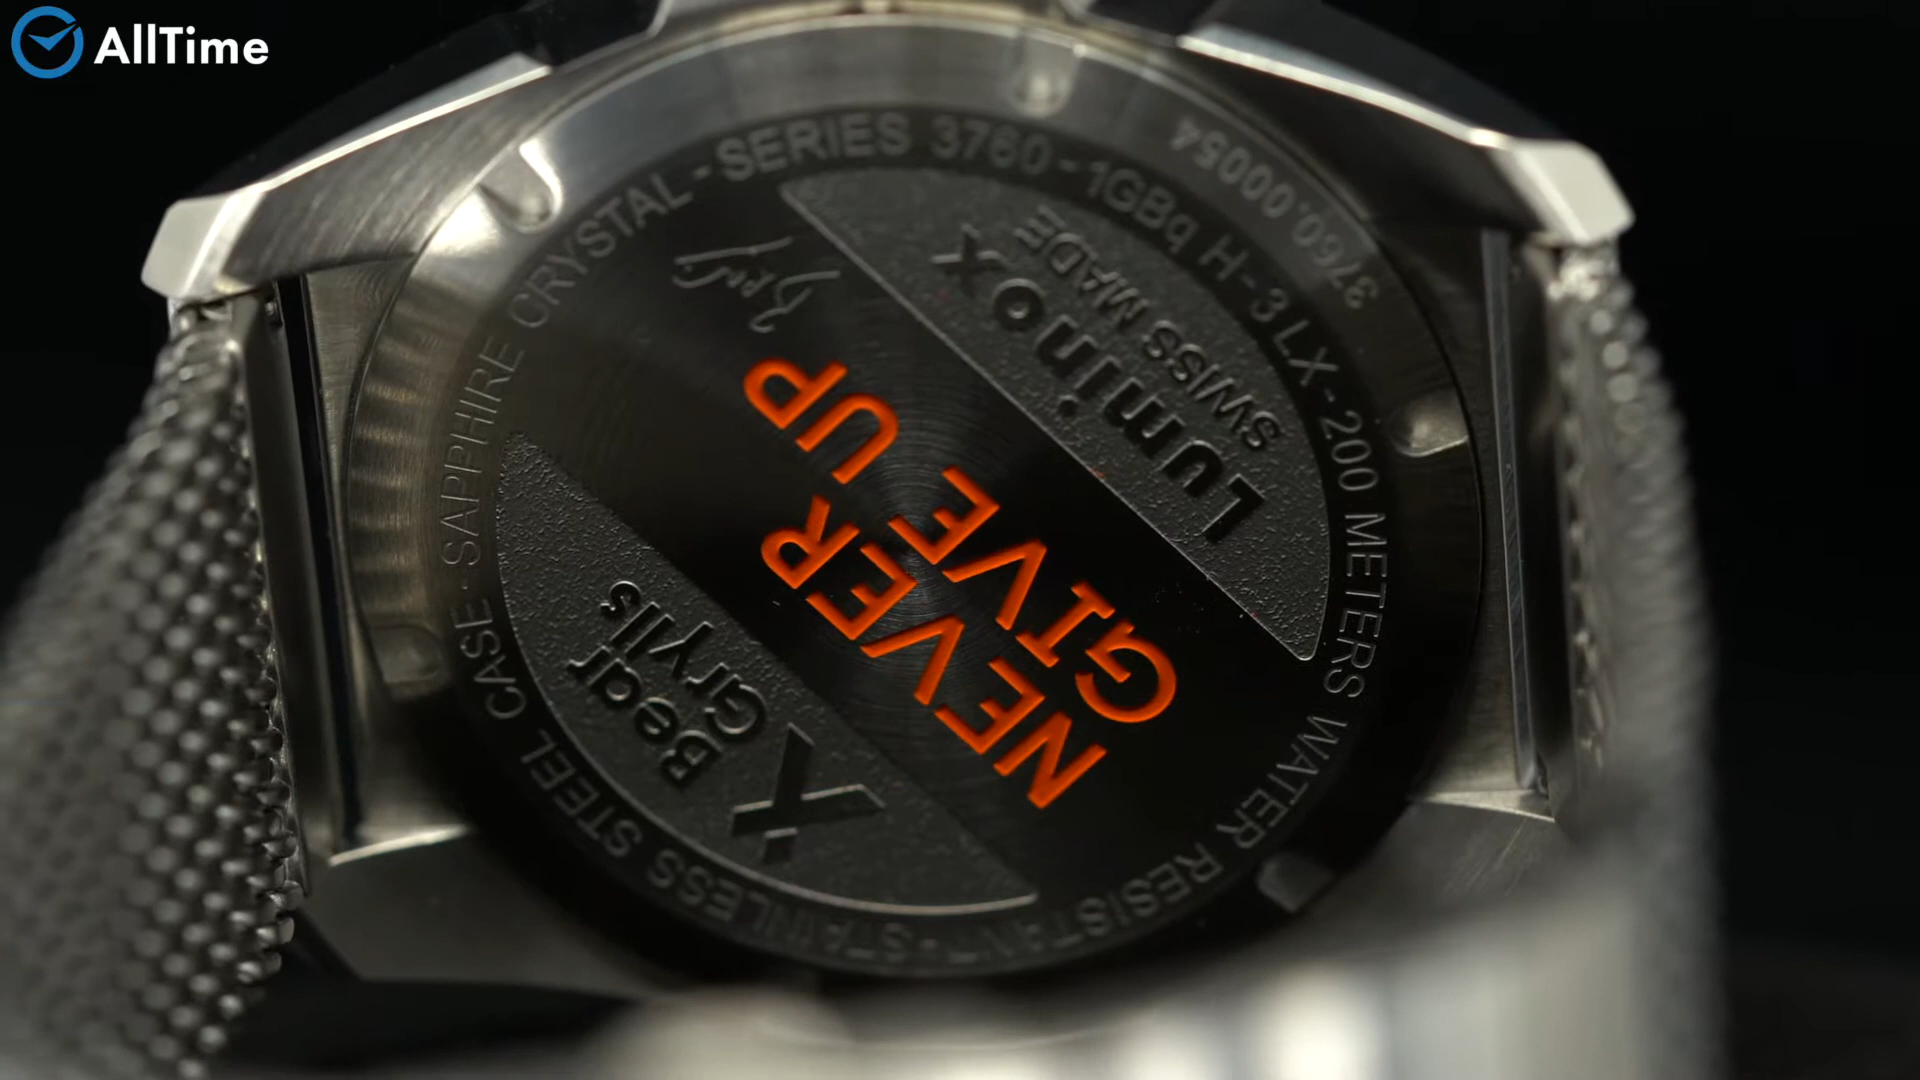 AllTime
STAINLESS STEEL CASE - SAPPHIRE CRYSTAL - SERIES 3760 - 1GBq H-3 LX - 200 METERS WATER RESISTANT -
3760.000054
Luminox
SWISS MADE
NEVER
GIVE UP
Bear
Grylls